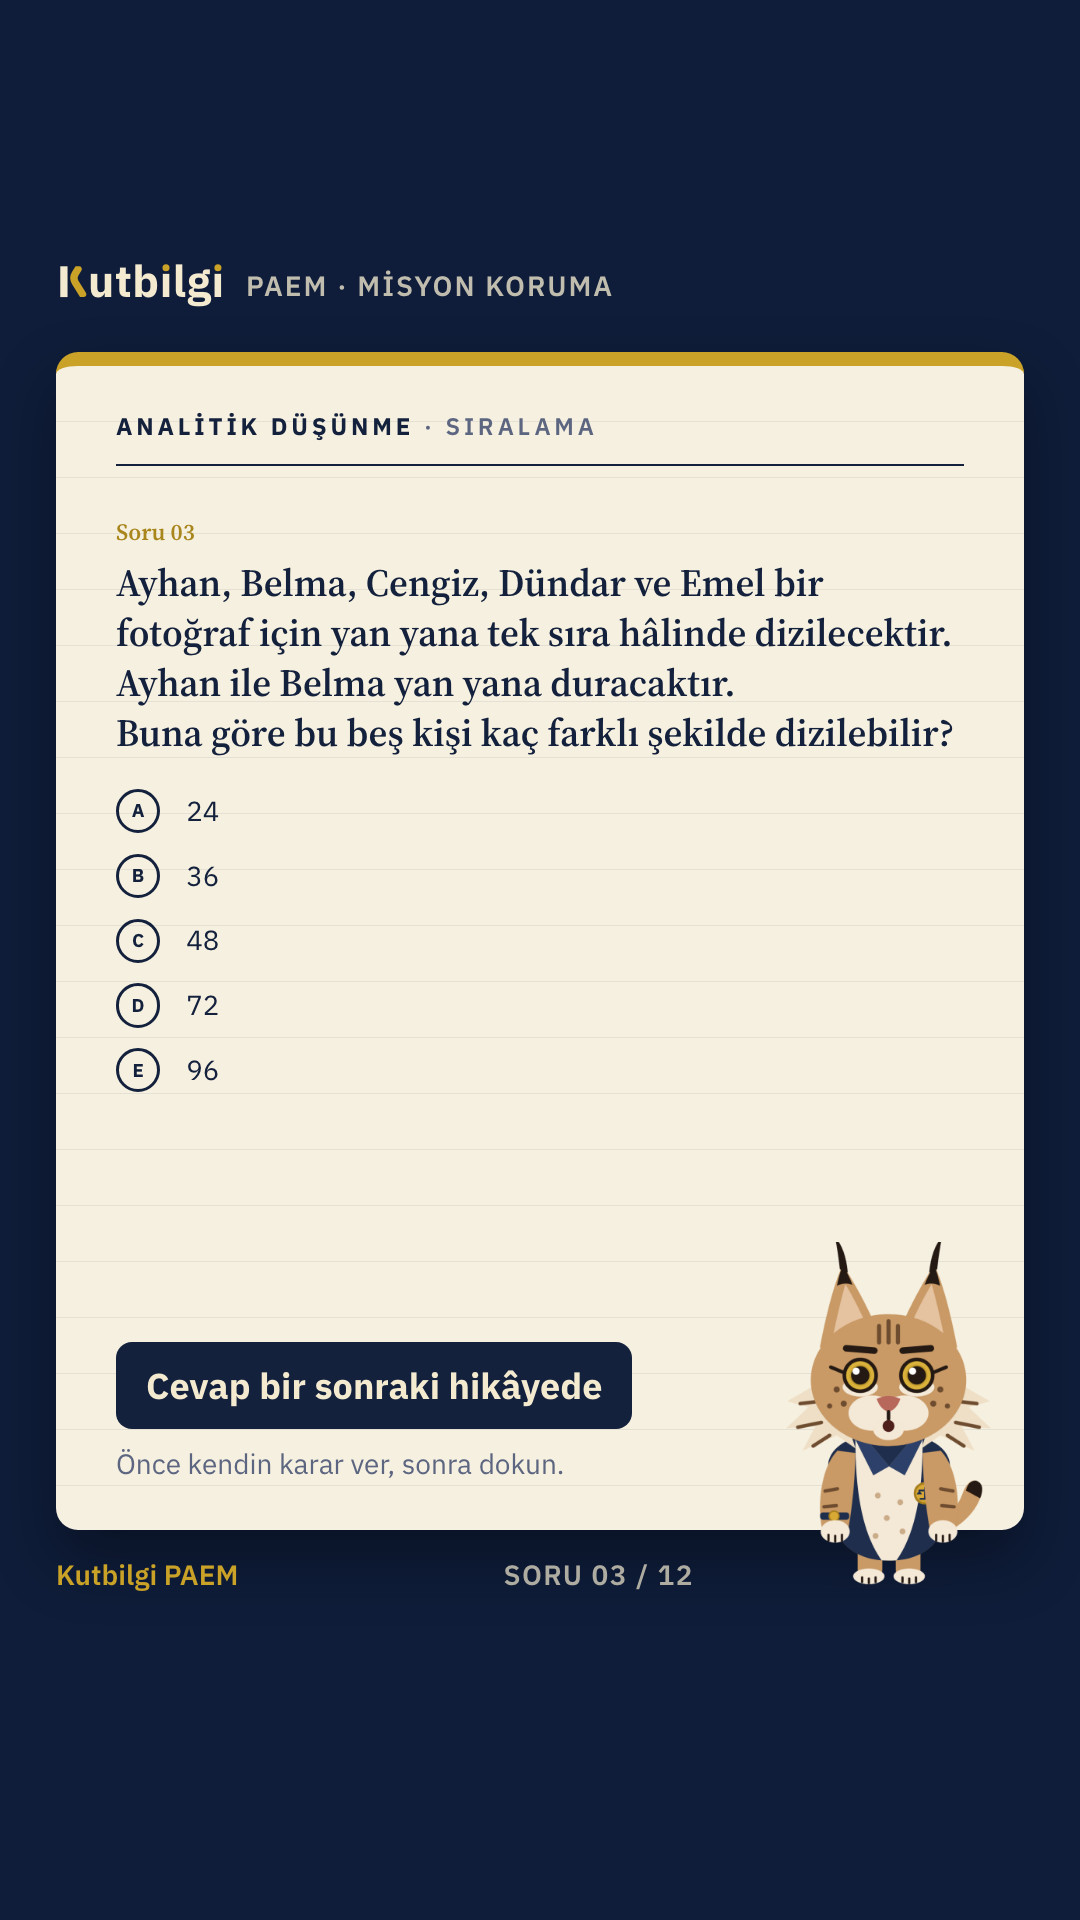 Kutbilgi PAEM · MİSYON KORUMA
ANALİTİK DÜŞÜNME · SIRALAMA
Soru 03
Ayhan, Belma, Cengiz, Dündar ve Emel bir
fotoğraf için yan yana tek sıra hâlinde dizilecektir.
Ayhan ile Belma yan yana duracaktır.
Buna göre bu beş kişi kaç farklı şekilde dizilebilir?
A 24
B 36
C 48
D 72
E 96
Cevap bir sonraki hikâyede
Önce kendin karar ver, sonra dokun.
Kutbilgi PAEM SORU 03 / 12